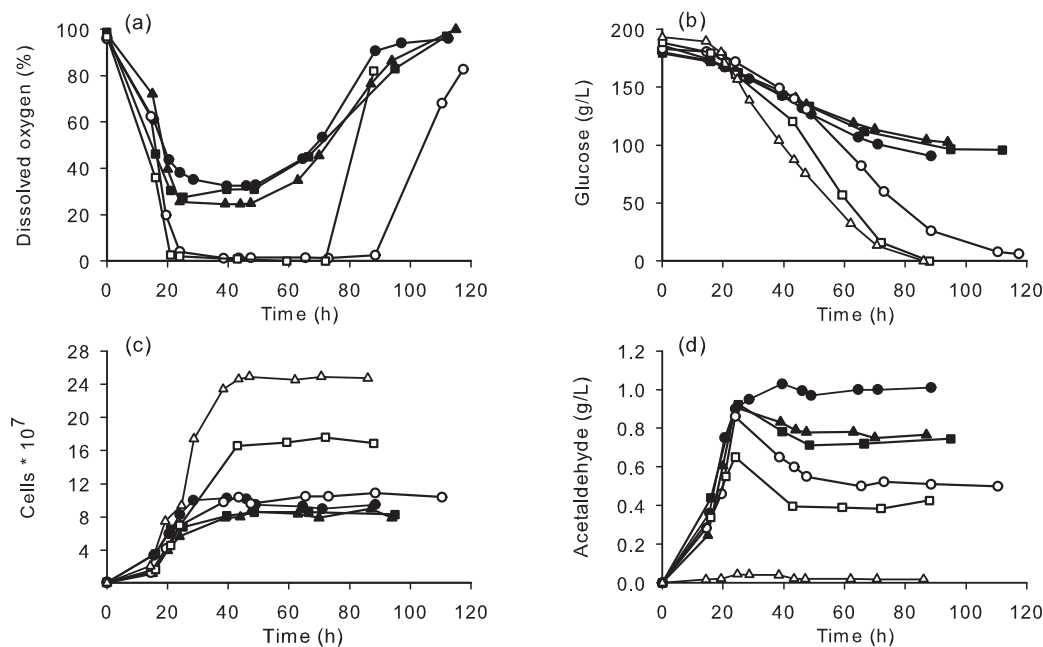 (a)
100
80
60
40
20
0
Dissolved oxygen (%)
0 20 40 60 80 100 120
Time (h)
(b)
200
150
100
50
0
Glucose (g/L)
0 20 40 60 80 100 120
Time (h)
(c)
28
24
20
16
12
8
4
Cells * 10^7
0 20 40 60 80 100 120
Time (h)
(d)
1.2
1.0
0.8
0.6
0.4
0.2
0.0
Acetaldehyde (g/L)
0 20 40 60 80 100 120
Time (h)